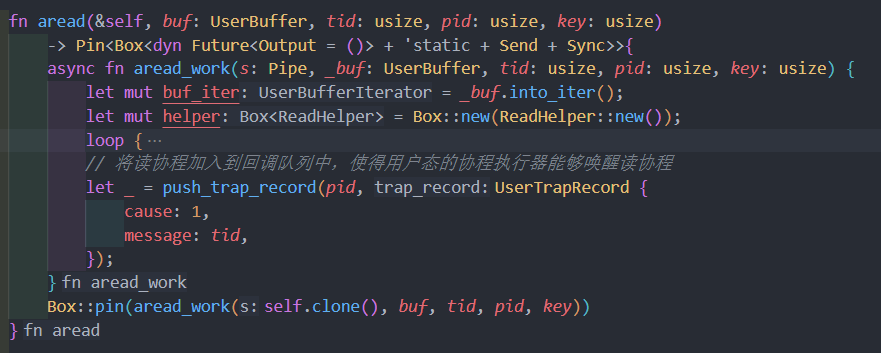 fn aread(&self, buf: UserBuffer, tid: usize, pid: usize, key: usize)
-> Pin<Box<dyn Future<Output = ()> + 'static + Send + Sync>>{
async fn aread_work(s: Pipe, _buf: UserBuffer, tid: usize, pid: usize, key: usize) {
let mut buf_iter: UserBufferIterator = _buf.into_iter();
let mut helper: Box<ReadHelper> = Box::new(ReadHelper::new());
loop {⋯
// 将读协程加入到回调队列中，使得用户态的协程执行器能够唤醒读协程
let _ = push_trap_record(pid, trap_record: UserTrapRecord {
cause: 1,
message: tid,
});
} fn aread_work
Box::pin(aread_work(s: self.clone(), buf, tid, pid, key))
} fn aread